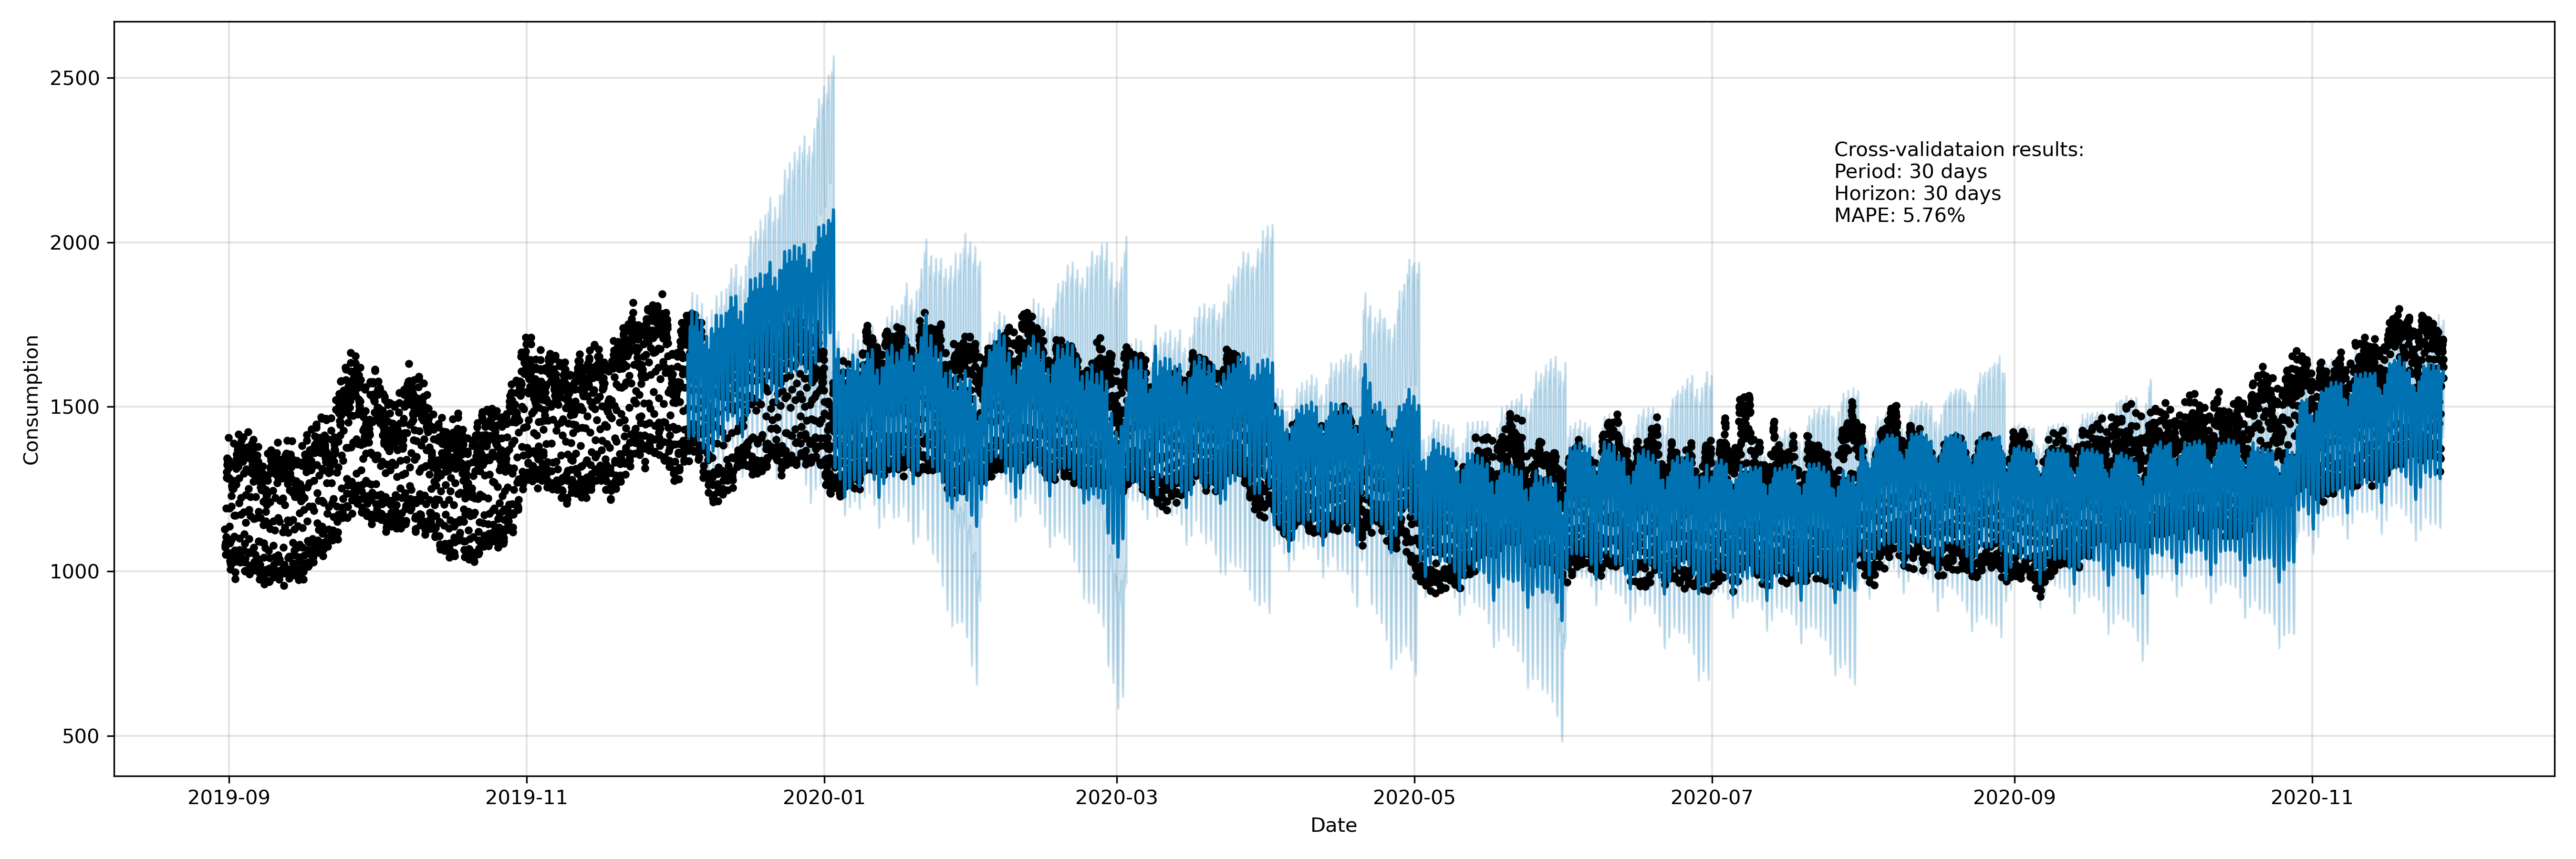 2500
2000
1500
1000
500
Consumption
Cross-validataion results:
Period: 30 days
Horizon: 30 days
MAPE: 5.76%
2019-09 2019-11 2020-01 2020-03 2020-05 2020-07 2020-09 2020-11
Date